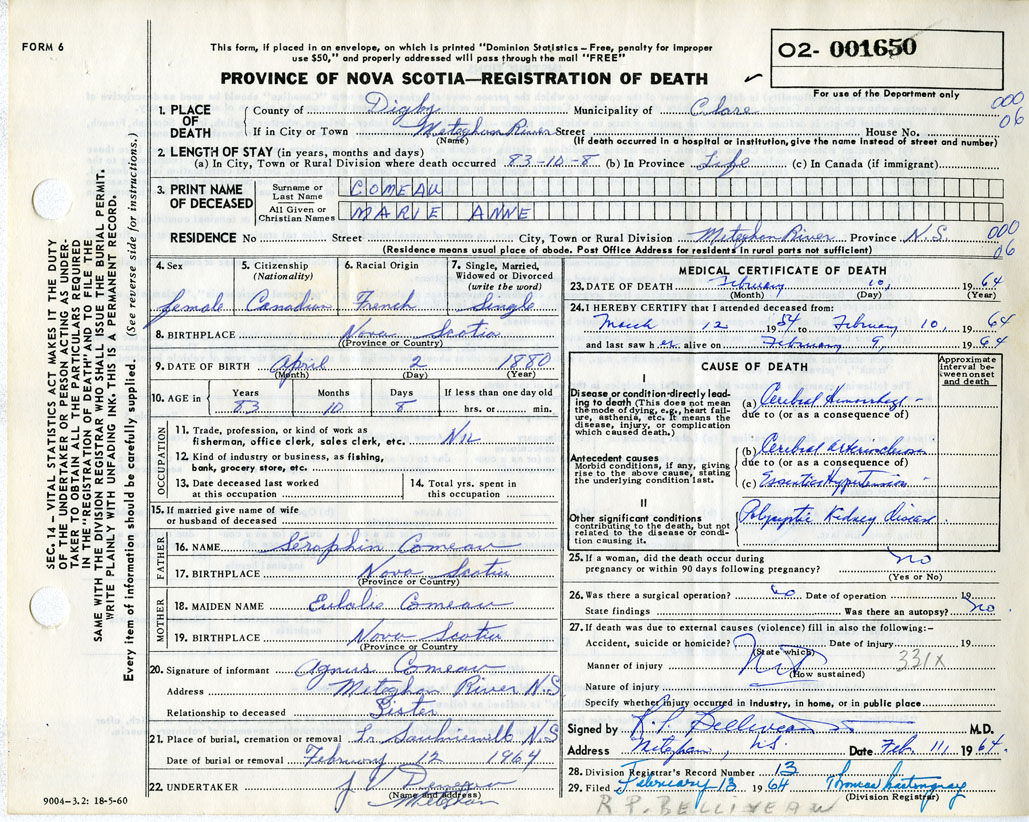 FORM 6
This form, if placed in an envelope, on which is printed "Dominion Statistics – Free, penalty for improper
use $50," and properly addressed will pass through the mail "FREE"
PROVINCE OF NOVA SCOTIA—REGISTRATION OF DEATH
02- 001650
For use of the Department only
000
06
1. PLACE OF DEATH
County of Digby Municipality of Clare
If in City or Town Meteghan River Street House No.
(Name) (If death occurred in a hospital or institution, give the name instead of street and number)
2. LENGTH OF STAY (in years, months and days)
(a) In City, Town or Rural Division where death occurred 83-10-8 (b) In Province Life (c) In Canada (if immigrant)
3. PRINT NAME OF DECEASED
Surname or Last Name COMEAU
All Given or Christian Names MARIE ANNE
RESIDENCE No Street City, Town or Rural Division Meteghan River Province N.S.
000
06
(Residence means usual place of abode. Post Office Address for residents in rural parts not sufficient)
4. Sex female
5. Citizenship (Nationality) Canadian
6. Racial Origin French
7. Single, Married, Widowed or Divorced (write the word) Single
8. BIRTHPLACE Nova Scotia
(Province or Country)
9. DATE OF BIRTH April 2 1880
(Month) (Day) (Year)
10. AGE in Years Months Days If less than one day old
83 10 8 hrs. or min.
OCCUPATION
11. Trade, profession, or kind of work as
fisherman, office clerk, sales clerk, etc. Nil
12. Kind of industry or business, as fishing,
bank, grocery store, etc.
13. Date deceased last worked
at this occupation
14. Total yrs. spent in
this occupation
15. If married give name of wife
or husband of deceased
FATHER
16. NAME Séraphin Comeau
17. BIRTHPLACE Nova Scotia
(Province or Country)
MOTHER
18. MAIDEN NAME Eulalie Comeau
19. BIRTHPLACE Nova Scotia
(Province or Country
20. Signature of informant Agnus Comeau
Address Meteghan River N.S
Relationship to deceased Sister
21. Place of burial, cremation or removal N.S
Date of burial or removal February 12 1964
22. UNDERTAKER J V
(Name and address)
Meteghan
9004–3.2: 18-5-60
SEC. 14 – VITAL STATISTICS ACT MAKES IT THE DUTY
OF THE UNDERTAKER OR PERSON ACTING AS UNDER-
TAKER TO OBTAIN ALL THE PARTICULARS REQUIRED
IN THE "REGISTRATION OF DEATH" AND TO FILE THE
SAME WITH THE DIVISION REGISTRAR WHO SHALL ISSUE THE BURIAL PERMIT.
WRITE PLAINLY WITH UNFADING INK. THIS IS A PERMANENT RECORD.
Every item of information should be carefully supplied. (See reverse side for instructions.)
MEDICAL CERTIFICATE OF DEATH
23. DATE OF DEATH February 10, 1964
(Month) (Day) (Year)
24. I HEREBY CERTIFY that I attended deceased from:
March 12 1954 to February 10, 1964
and last saw her alive on February 9, 1964
CAUSE OF DEATH
Approximate interval between onset and death
I
Disease or condition directly leading to death (This does not mean the mode of dying, e.g., heart failure, asthenia, etc. It means the disease, injury, or complication which caused death.)
(a) Cerebral Hemorrhage -
due to (or as a consequence of)
Antecedent causes
Morbid conditions, if any, giving rise to the above cause, stating the underlying condition last.
(b) Cerebral
due to (or as a consequence of)
(c) Essential Hypertension -
II
Other significant conditions
contributing to the death, but not related to the disease or condition causing it.
Polycystic Kidney disease
25. If a woman, did the death occur during
pregnancy or within 90 days following pregnancy? no
(Yes or No)
26. Was there a surgical operation? no Date of operation 19
State findings Was there an autopsy? no.
27. If death was due to external causes (violence) fill in also the following:–
Accident, suicide or homicide? Date of injury 19
(State which) 331X
Manner of injury Nil
(How sustained)
Nature of injury
Specify whether injury occurred in Industry, in home, or in public place
Signed by R.P. Belliveau M.D.
Address Meteghan, N.S. Date Feb. 11, 1964.
28. Division Registrar's Record Number 13
29. Filed February 13 1964 Thomas
(Division Registrar)
R.P. BELLIVEAU